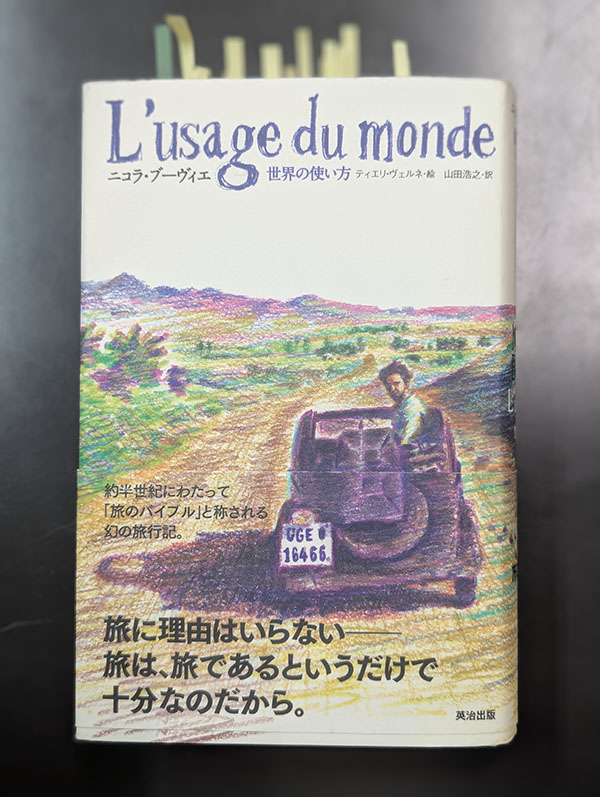 L'usage du monde
ニコラ・ブーヴィエ 世界の使い方 ティエリ・ヴェルネ・絵 山田浩之・訳
約半世紀にわたって
「旅のバイブル」と称される
幻の旅行記。
GE
16466
旅に理由はいらない――
旅は、旅であるというだけで
十分なのだから。
英治出版